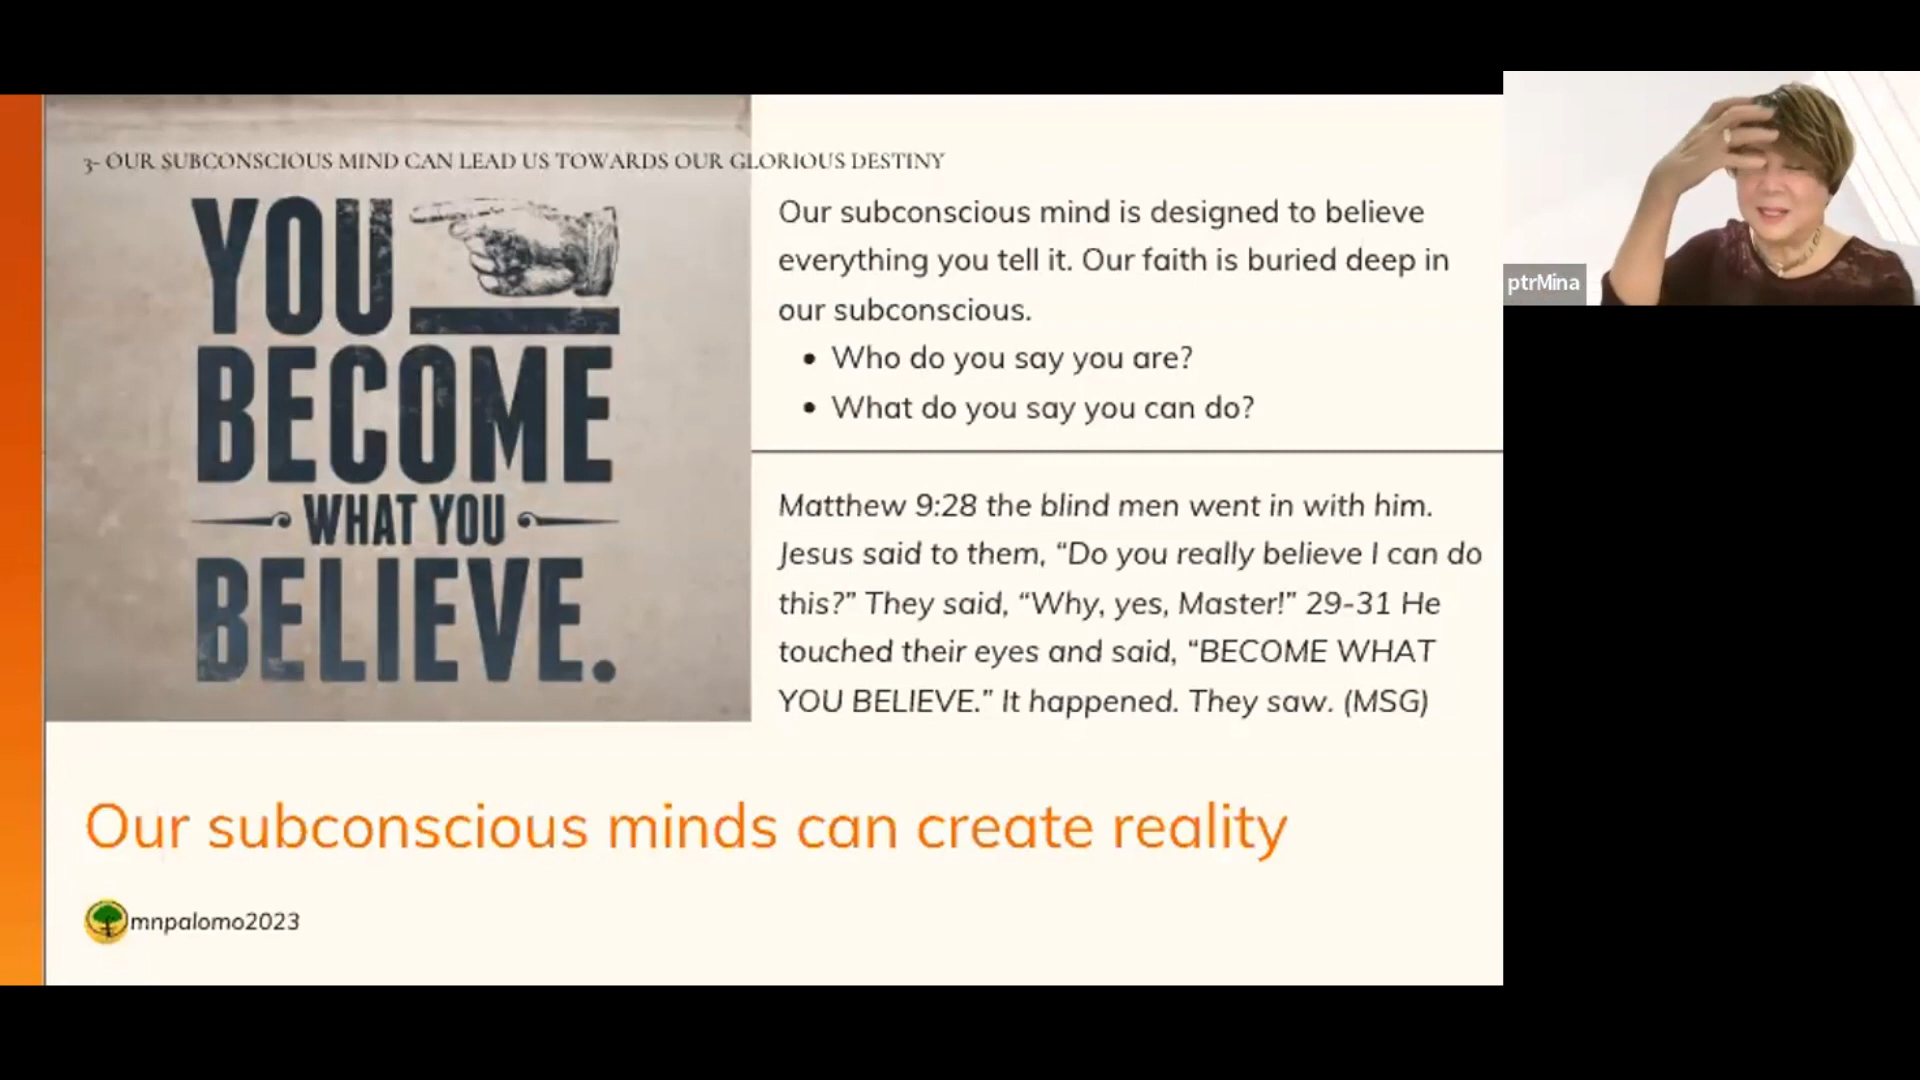 3- OUR SUBCONSCIOUS MIND CAN LEAD US TOWARDS OUR GLORIOUS DESTINY
YOU
BECOME
WHAT YOU
BELIEVE.
Our subconscious mind is designed to believe
everything you tell it. Our faith is buried deep in
our subconscious.
• Who do you say you are?
• What do you say you can do?
Matthew 9:28 the blind men went in with him.
Jesus said to them, “Do you really believe I can do
this?” They said, “Why, yes, Master!” 29-31 He
touched their eyes and said, “BECOME WHAT
YOU BELIEVE.” It happened. They saw. (MSG)
Our subconscious minds can create reality
mnpalomo2023
ptrMina